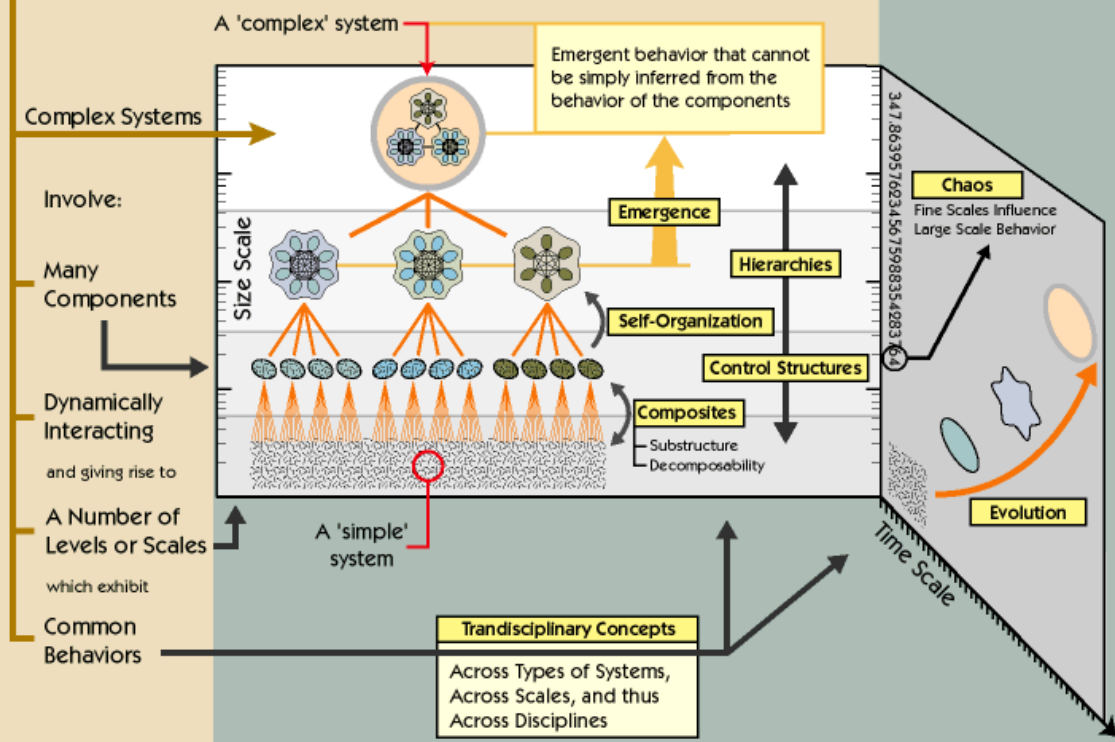 A 'complex' system
Emergent behavior that cannot
be simply inferred from the
behavior of the components
Complex Systems
Involve:
Many
Components
Dynamically
Interacting
and giving rise to
A Number of
Levels or Scales
which exhibit
Common
Behaviors
Size Scale
Emergence
Hierarchies
Self-Organization
Control Structures
Composites
Substructure
Decomposability
A 'simple'
system
347.86395762345675988354283764
Chaos
Fine Scales Influence
Large Scale Behavior
Evolution
Time Scale
Trandisciplinary Concepts
Across Types of Systems,
Across Scales, and thus
Across Disciplines